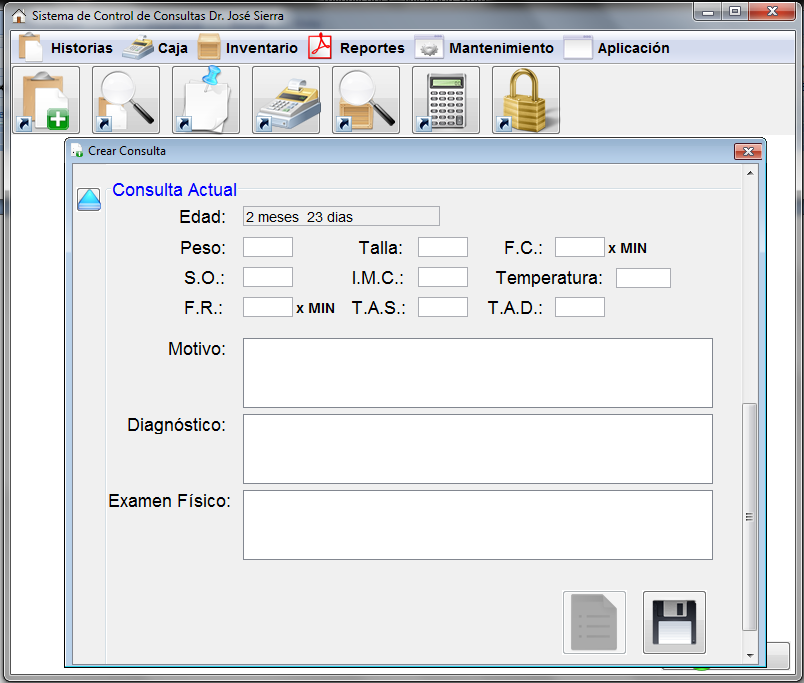 Sistema de Control de Consultas Dr. José Sierra
Historias Caja Inventario Reportes Mantenimiento Aplicación
Crear Consulta
Consulta Actual
Edad: 2 meses 23 dias
Peso: Talla: F.C.: x MIN
S.O.: I.M.C.: Temperatura:
F.R.: x MIN T.A.S.: T.A.D.:
Motivo:
Diagnóstico:
Examen Físico: